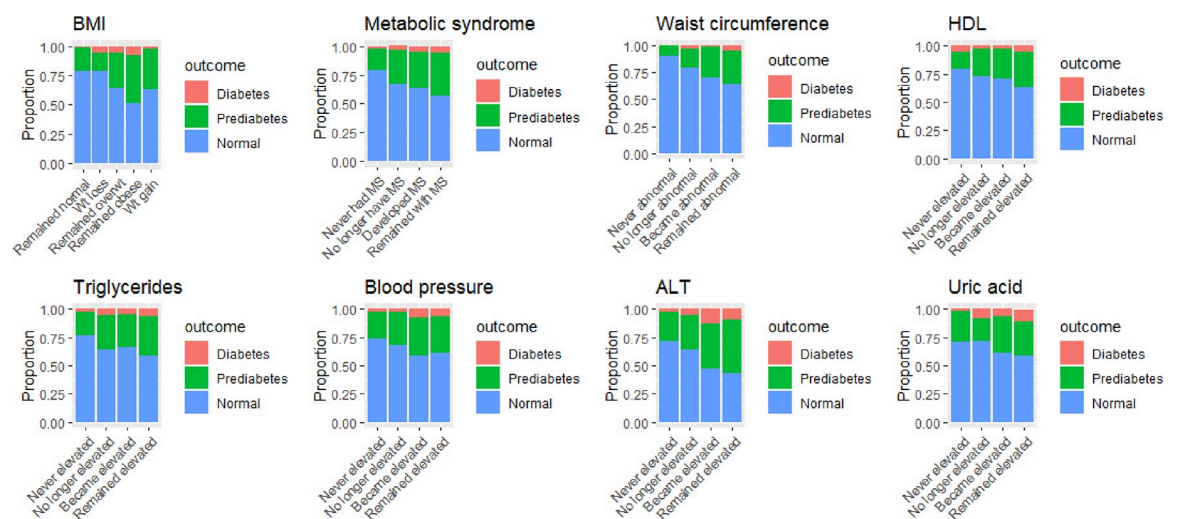 BMI
Proportion
1.00
0.75
0.50
0.25
0.00
Remained normal
Wt loss
Remained overwt
Remained obese
Wt gain
outcome
Diabetes
Prediabetes
Normal
Metabolic syndrome
Proportion
1.00
0.75
0.50
0.25
0.00
Never had MS
No longer have MS
Developed MS
Remained with MS
outcome
Diabetes
Prediabetes
Normal
Waist circumference
Proportion
1.00
0.75
0.50
0.25
0.00
Never abnormal
No longer abnormal
Became abnormal
Remained abnormal
outcome
Diabetes
Prediabetes
Normal
HDL
Proportion
1.00
0.75
0.50
0.25
0.00
Never elevated
No longer elevated
Became elevated
Remained elevated
outcome
Diabetes
Prediabetes
Normal
Triglycerides
Proportion
1.00
0.75
0.50
0.25
0.00
Never elevated
No longer elevated
Became elevated
Remained elevated
outcome
Diabetes
Prediabetes
Normal
Blood pressure
Proportion
1.00
0.75
0.50
0.25
0.00
Never elevated
No longer elevated
Became elevated
Remained elevated
outcome
Diabetes
Prediabetes
Normal
ALT
Proportion
1.00
0.75
0.50
0.25
0.00
Never elevated
No longer elevated
Became elevated
Remained elevated
outcome
Diabetes
Prediabetes
Normal
Uric acid
Proportion
1.00
0.75
0.50
0.25
0.00
Never elevated
No longer elevated
Became elevated
Remained elevated
outcome
Diabetes
Prediabetes
Normal